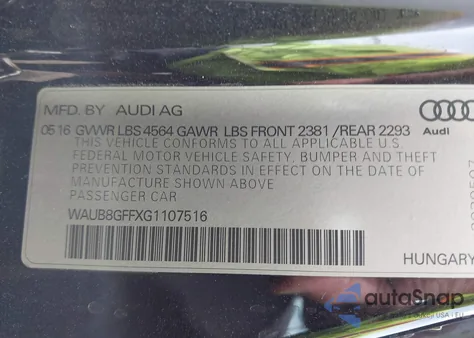 MFD. BY AUDI AG
05 16 GVWR LBS 4564 GAWR LBS FRONT 2381 /REAR 2293
Audi
THIS VEHICLE CONFORMS TO ALL APPLICABLE U.S.
FEDERAL MOTOR VEHICLE SAFETY, BUMPER AND THEFT
PREVENTION STANDARDS IN EFFECT ON THE DATE OF
MANUFACTURE SHOWN ABOVE
PASSENGER CAR
WAUB8GFFXG1107516
HUNGARY
autoSnap
USA | EU